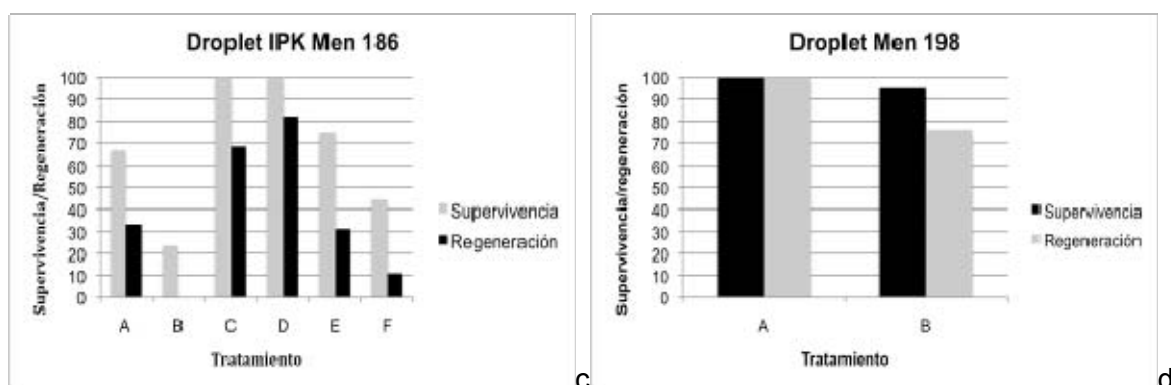 Droplet IPK Men 186
Supervivencia/Regeneración
100
90
80
70
60
50
40
30
20
10
0
A B C D E F
Tratamiento
Supervivencia
Regeneración
c
Droplet Men 198
Supervivencia/regeneración
100
90
80
70
60
50
40
30
20
10
0
A B
Tratamiento
Supervivencia
Regeneración
d